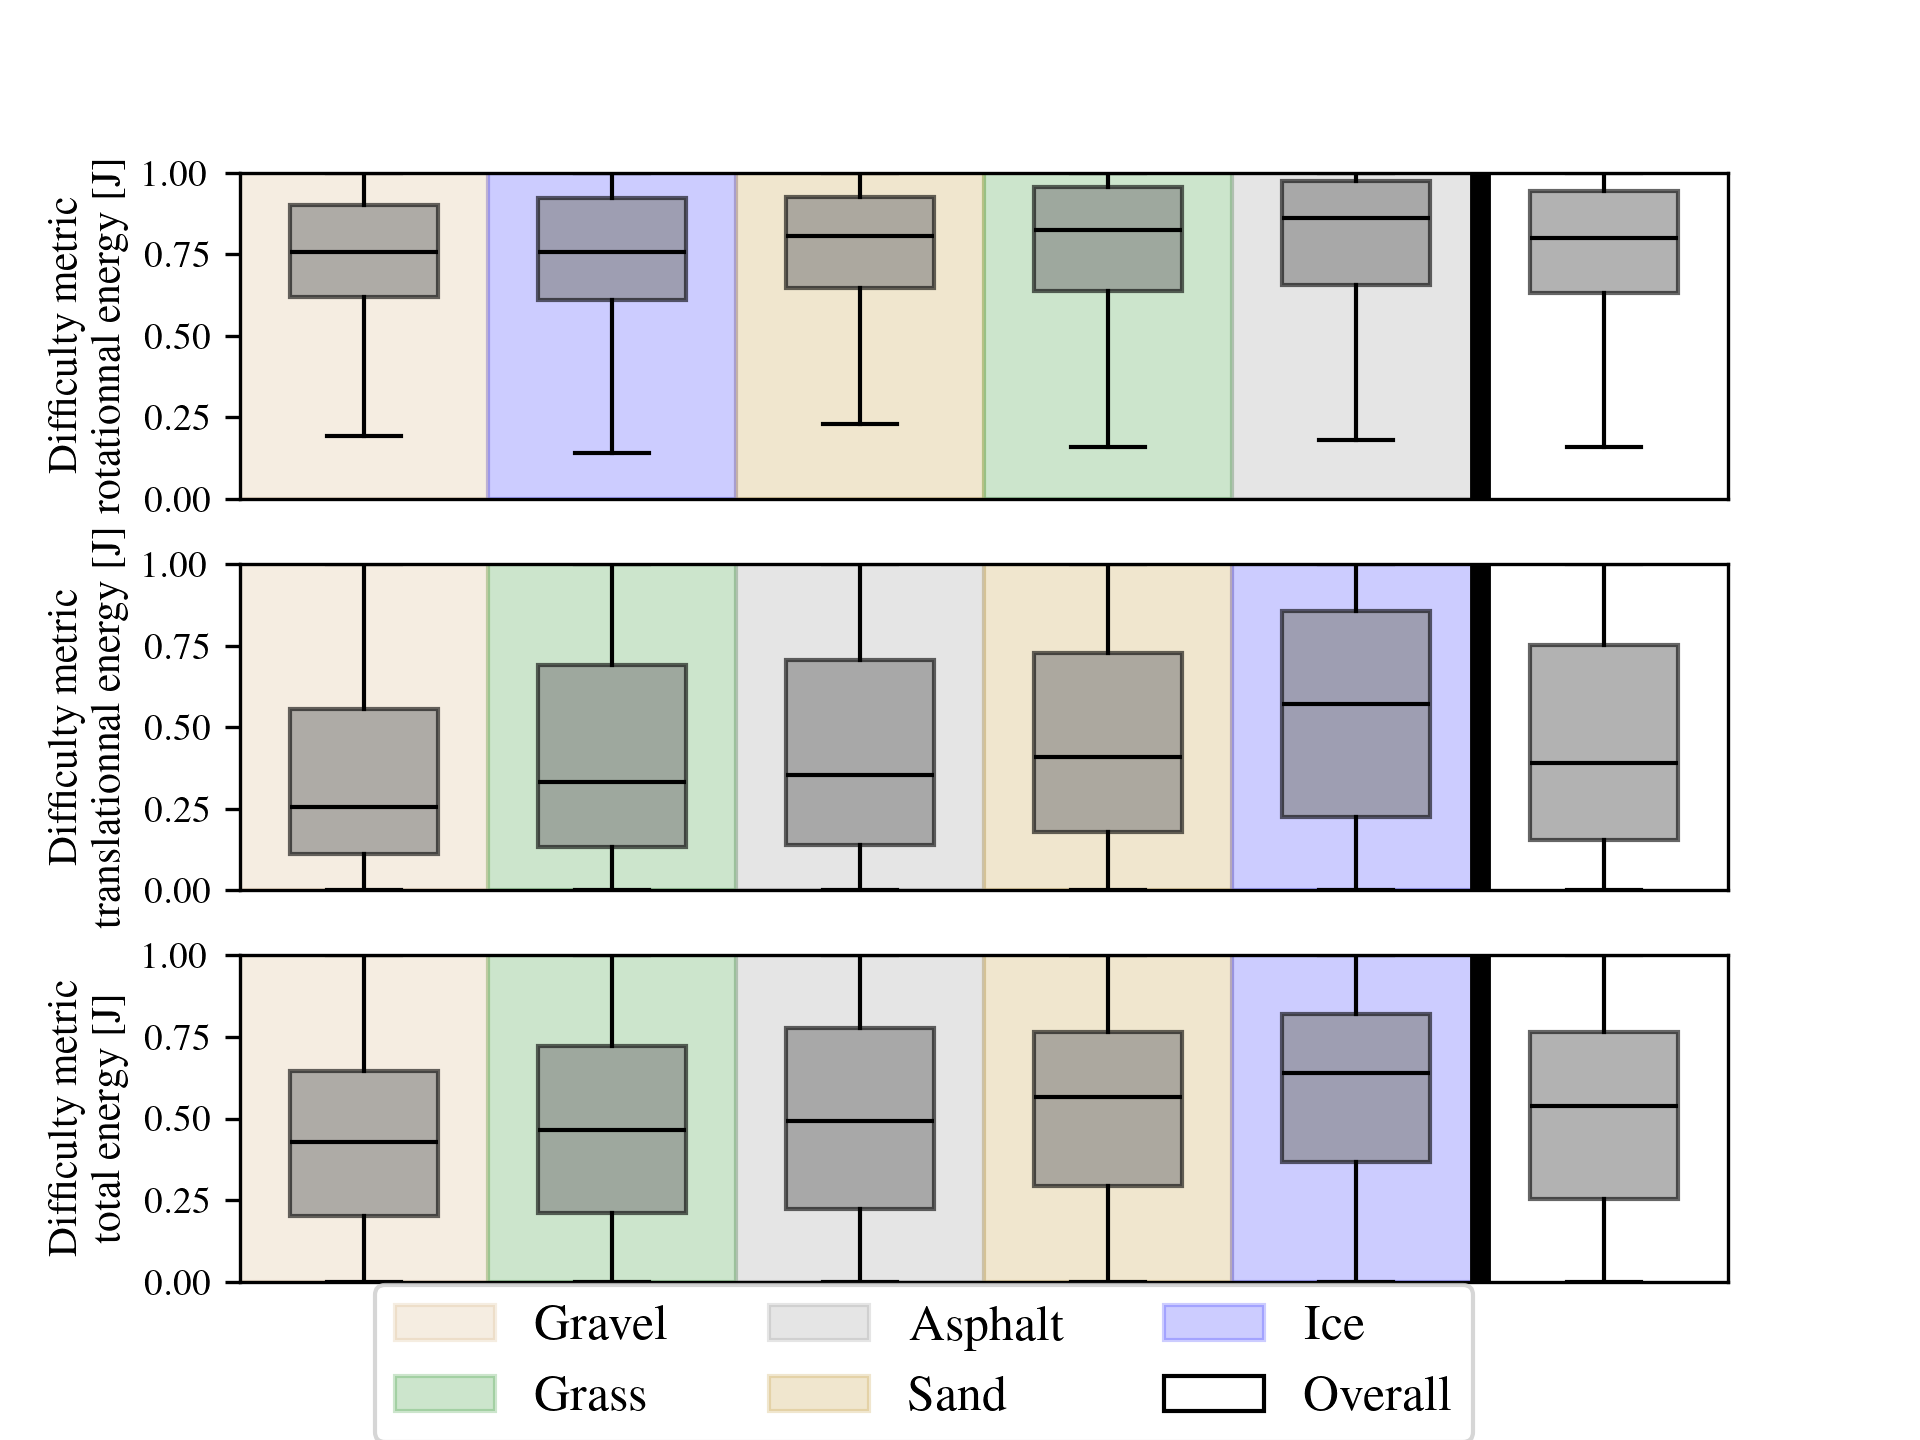 Difficulty metric
rotationnal energy [J]
1.00
0.75
0.50
0.25
0.00
Difficulty metric
translationnal energy [J]
1.00
0.75
0.50
0.25
0.00
Difficulty metric
total energy [J]
1.00
0.75
0.50
0.25
0.00
Gravel
Asphalt
Ice
Grass
Sand
Overall